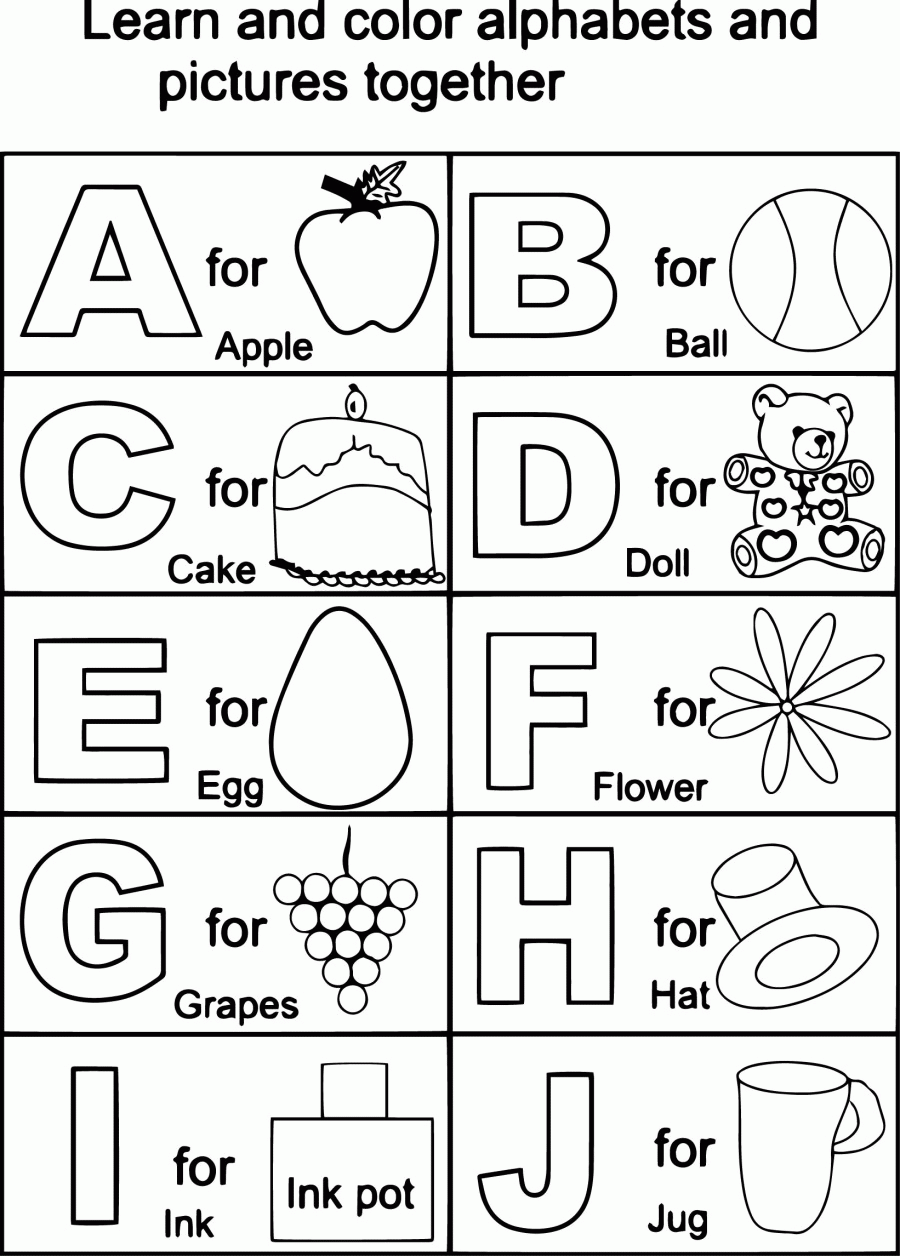 Learn and color alphabets and
pictures together
A for
Apple
B for
Ball
C for
Cake
D for
Doll
E for
Egg
F for
Flower
G for
Grapes
H for
Hat
I for
Ink
Ink pot
J for
Jug